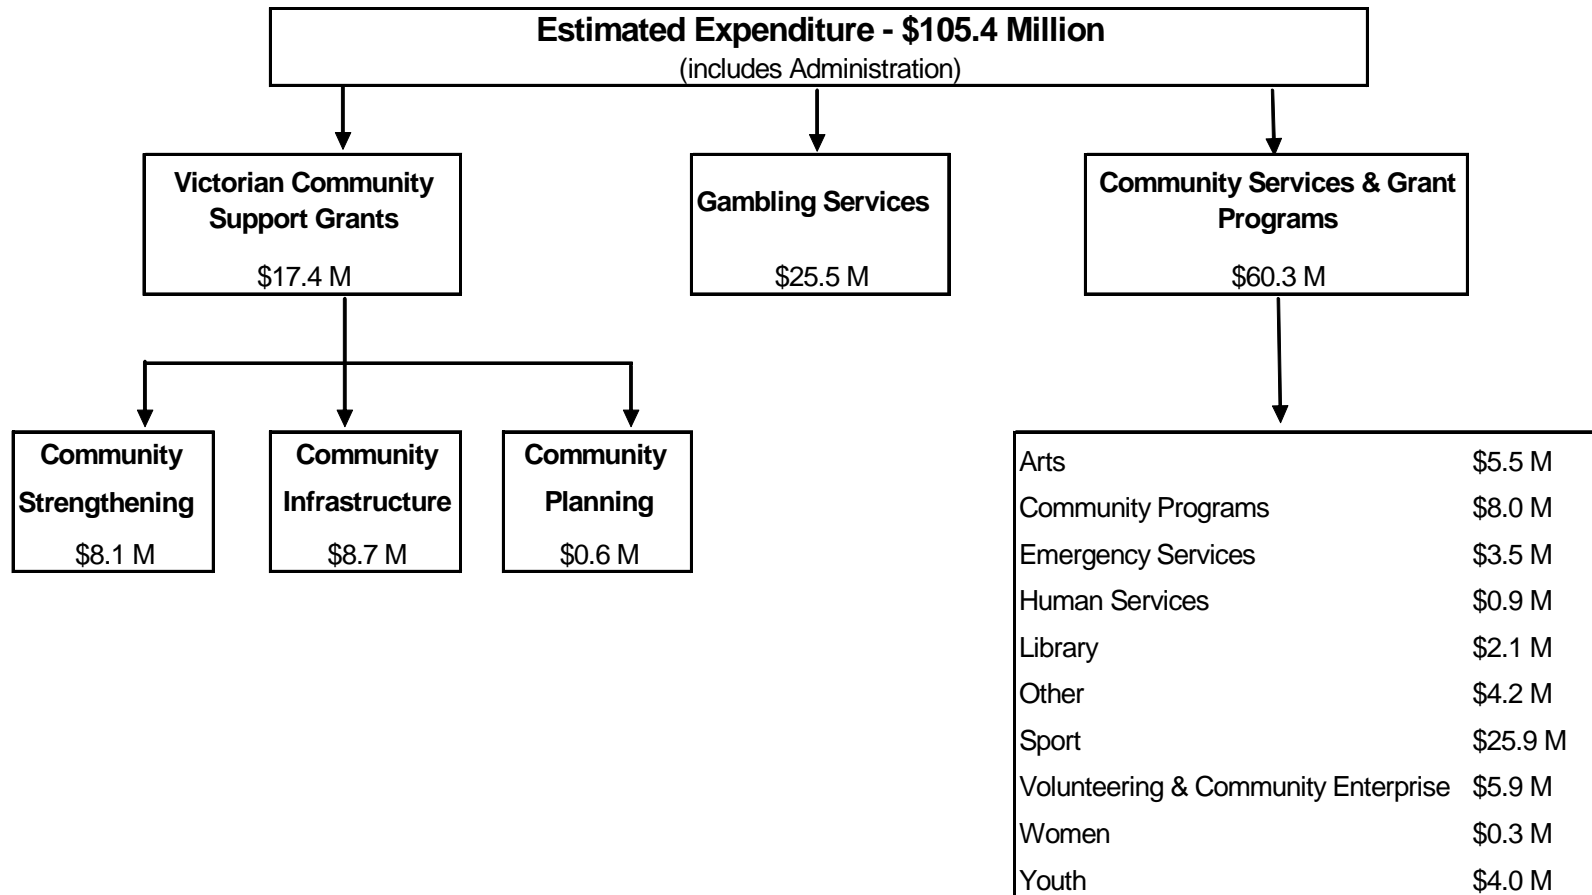 Estimated Expenditure - $105.4 Million
(includes Administration)
Victorian Community
Support Grants
$17.4 M
Gambling Services
$25.5 M
Community Services & Grant
Programs
$60.3 M
Community
Strengthening
$8.1 M
Community
Infrastructure
$8.7 M
Community
Planning
$0.6 M
Arts $5.5 M
Community Programs $8.0 M
Emergency Services $3.5 M
Human Services $0.9 M
Library $2.1 M
Other $4.2 M
Sport $25.9 M
Volunteering & Community Enterprise $5.9 M
Women $0.3 M
Youth $4.0 M